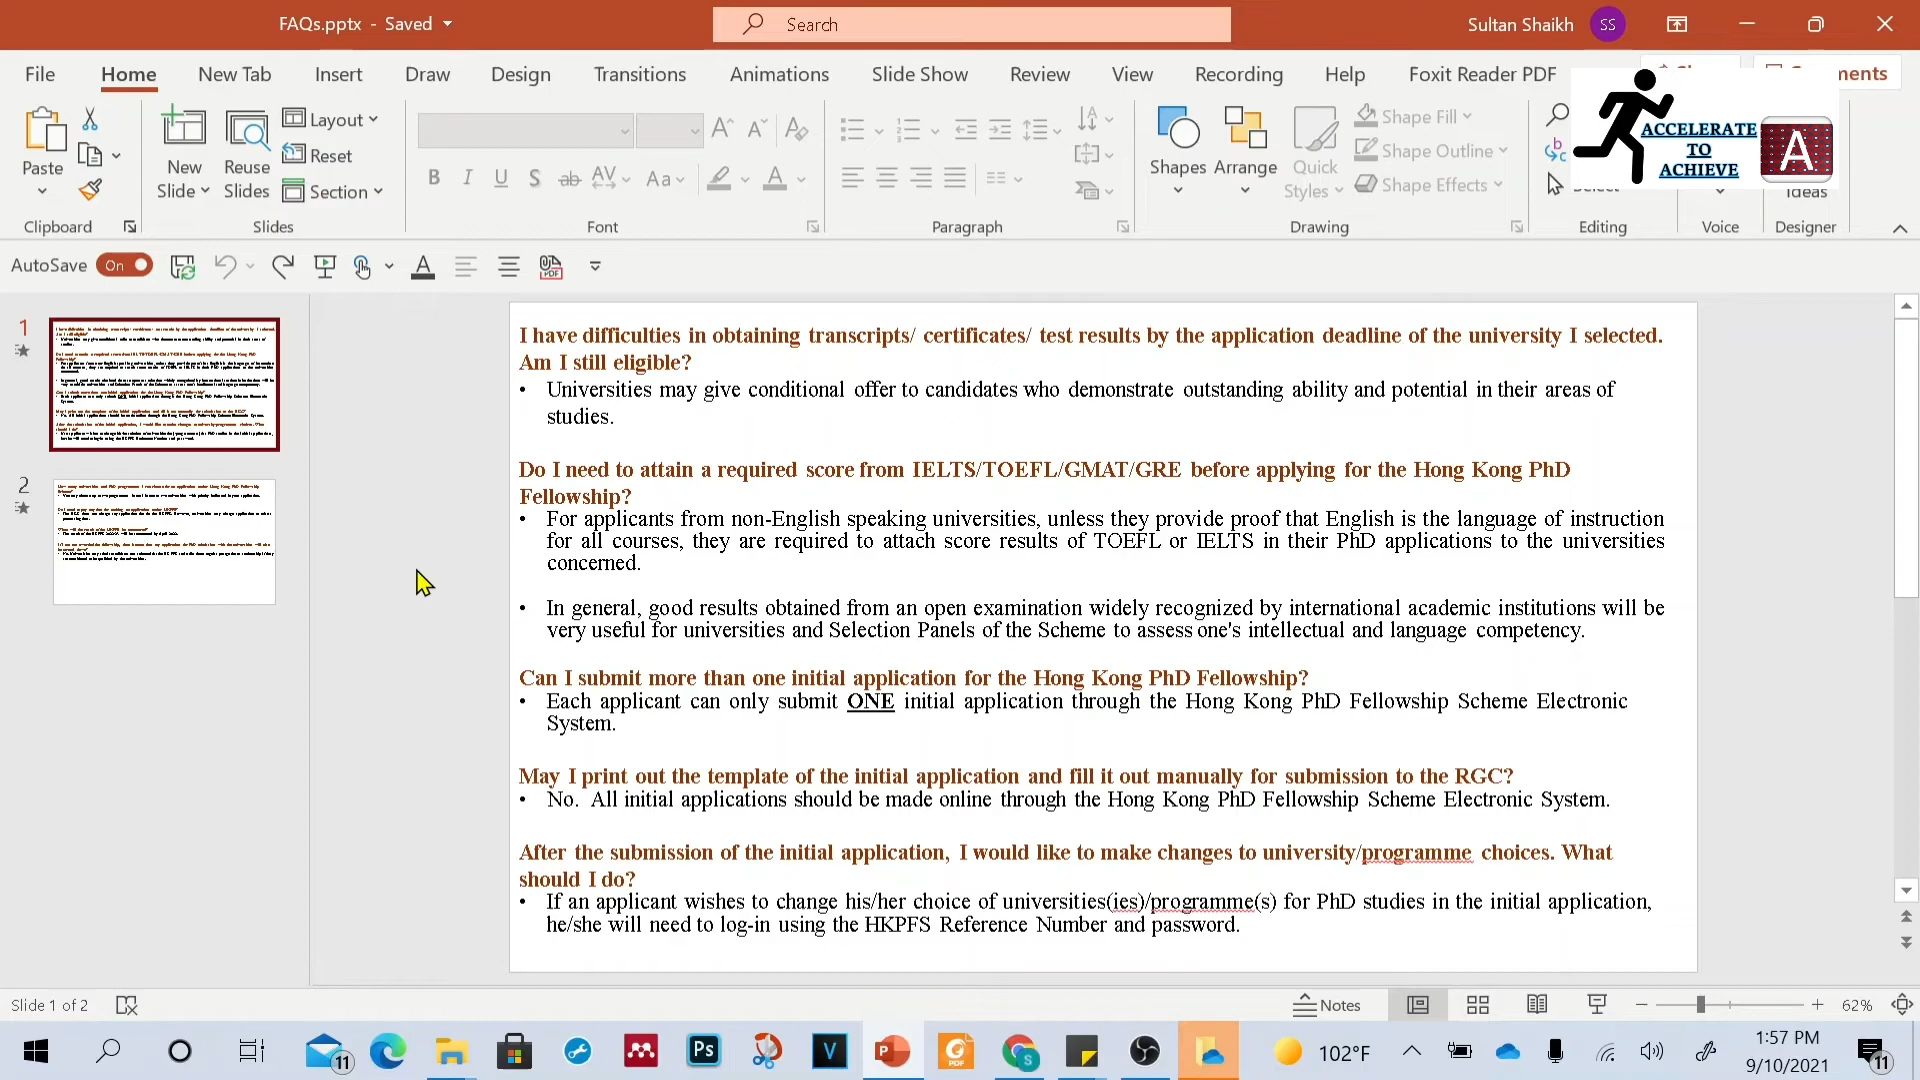 FAQs.pptx - Saved
Search
Sultan Shaikh
SS
File Home New Tab Insert Draw Design Transitions Animations Slide Show Review View Recording Help Foxit Reader PDF
Paste
New
Slide
Reuse
Slides
Layout
Reset
Section
Shapes
Arrange
Quick
Styles
Shape Fill
Shape Outline
Shape Effects
ACCELERATE
TO
ACHIEVE
A
Ideas
Clipboard Slides Font Paragraph Drawing Editing Voice Designer
AutoSave On
1
2
I have difficulties in obtaining transcripts/ certificates/ test results by the application deadline of the university I selected.
Am I still eligible?
• Universities may give conditional offer to candidates who demonstrate outstanding ability and potential in their areas of
studies.
Do I need to attain a required score from IELTS/TOEFL/GMAT/GRE before applying for the Hong Kong PhD
Fellowship?
• For applicants from non-English speaking universities, unless they provide proof that English is the language of instruction
for all courses, they are required to attach score results of TOEFL or IELTS in their PhD applications to the universities
concerned.
• In general, good results obtained from an open examination widely recognized by international academic institutions will be
very useful for universities and Selection Panels of the Scheme to assess one's intellectual and language competency.
Can I submit more than one initial application for the Hong Kong PhD Fellowship?
• Each applicant can only submit ONE initial application through the Hong Kong PhD Fellowship Scheme Electronic
System.
May I print out the template of the initial application and fill it out manually for submission to the RGC?
• No. All initial applications should be made online through the Hong Kong PhD Fellowship Scheme Electronic System.
After the submission of the initial application, I would like to make changes to university/programme choices. What
should I do?
• If an applicant wishes to change his/her choice of universities(ies)/programme(s) for PhD studies in the initial application,
he/she will need to log-in using the HKPFS Reference Number and password.
Slide 1 of 2
Notes
62%
11
Ps
V
102°F
1:57 PM
9/10/2021
11